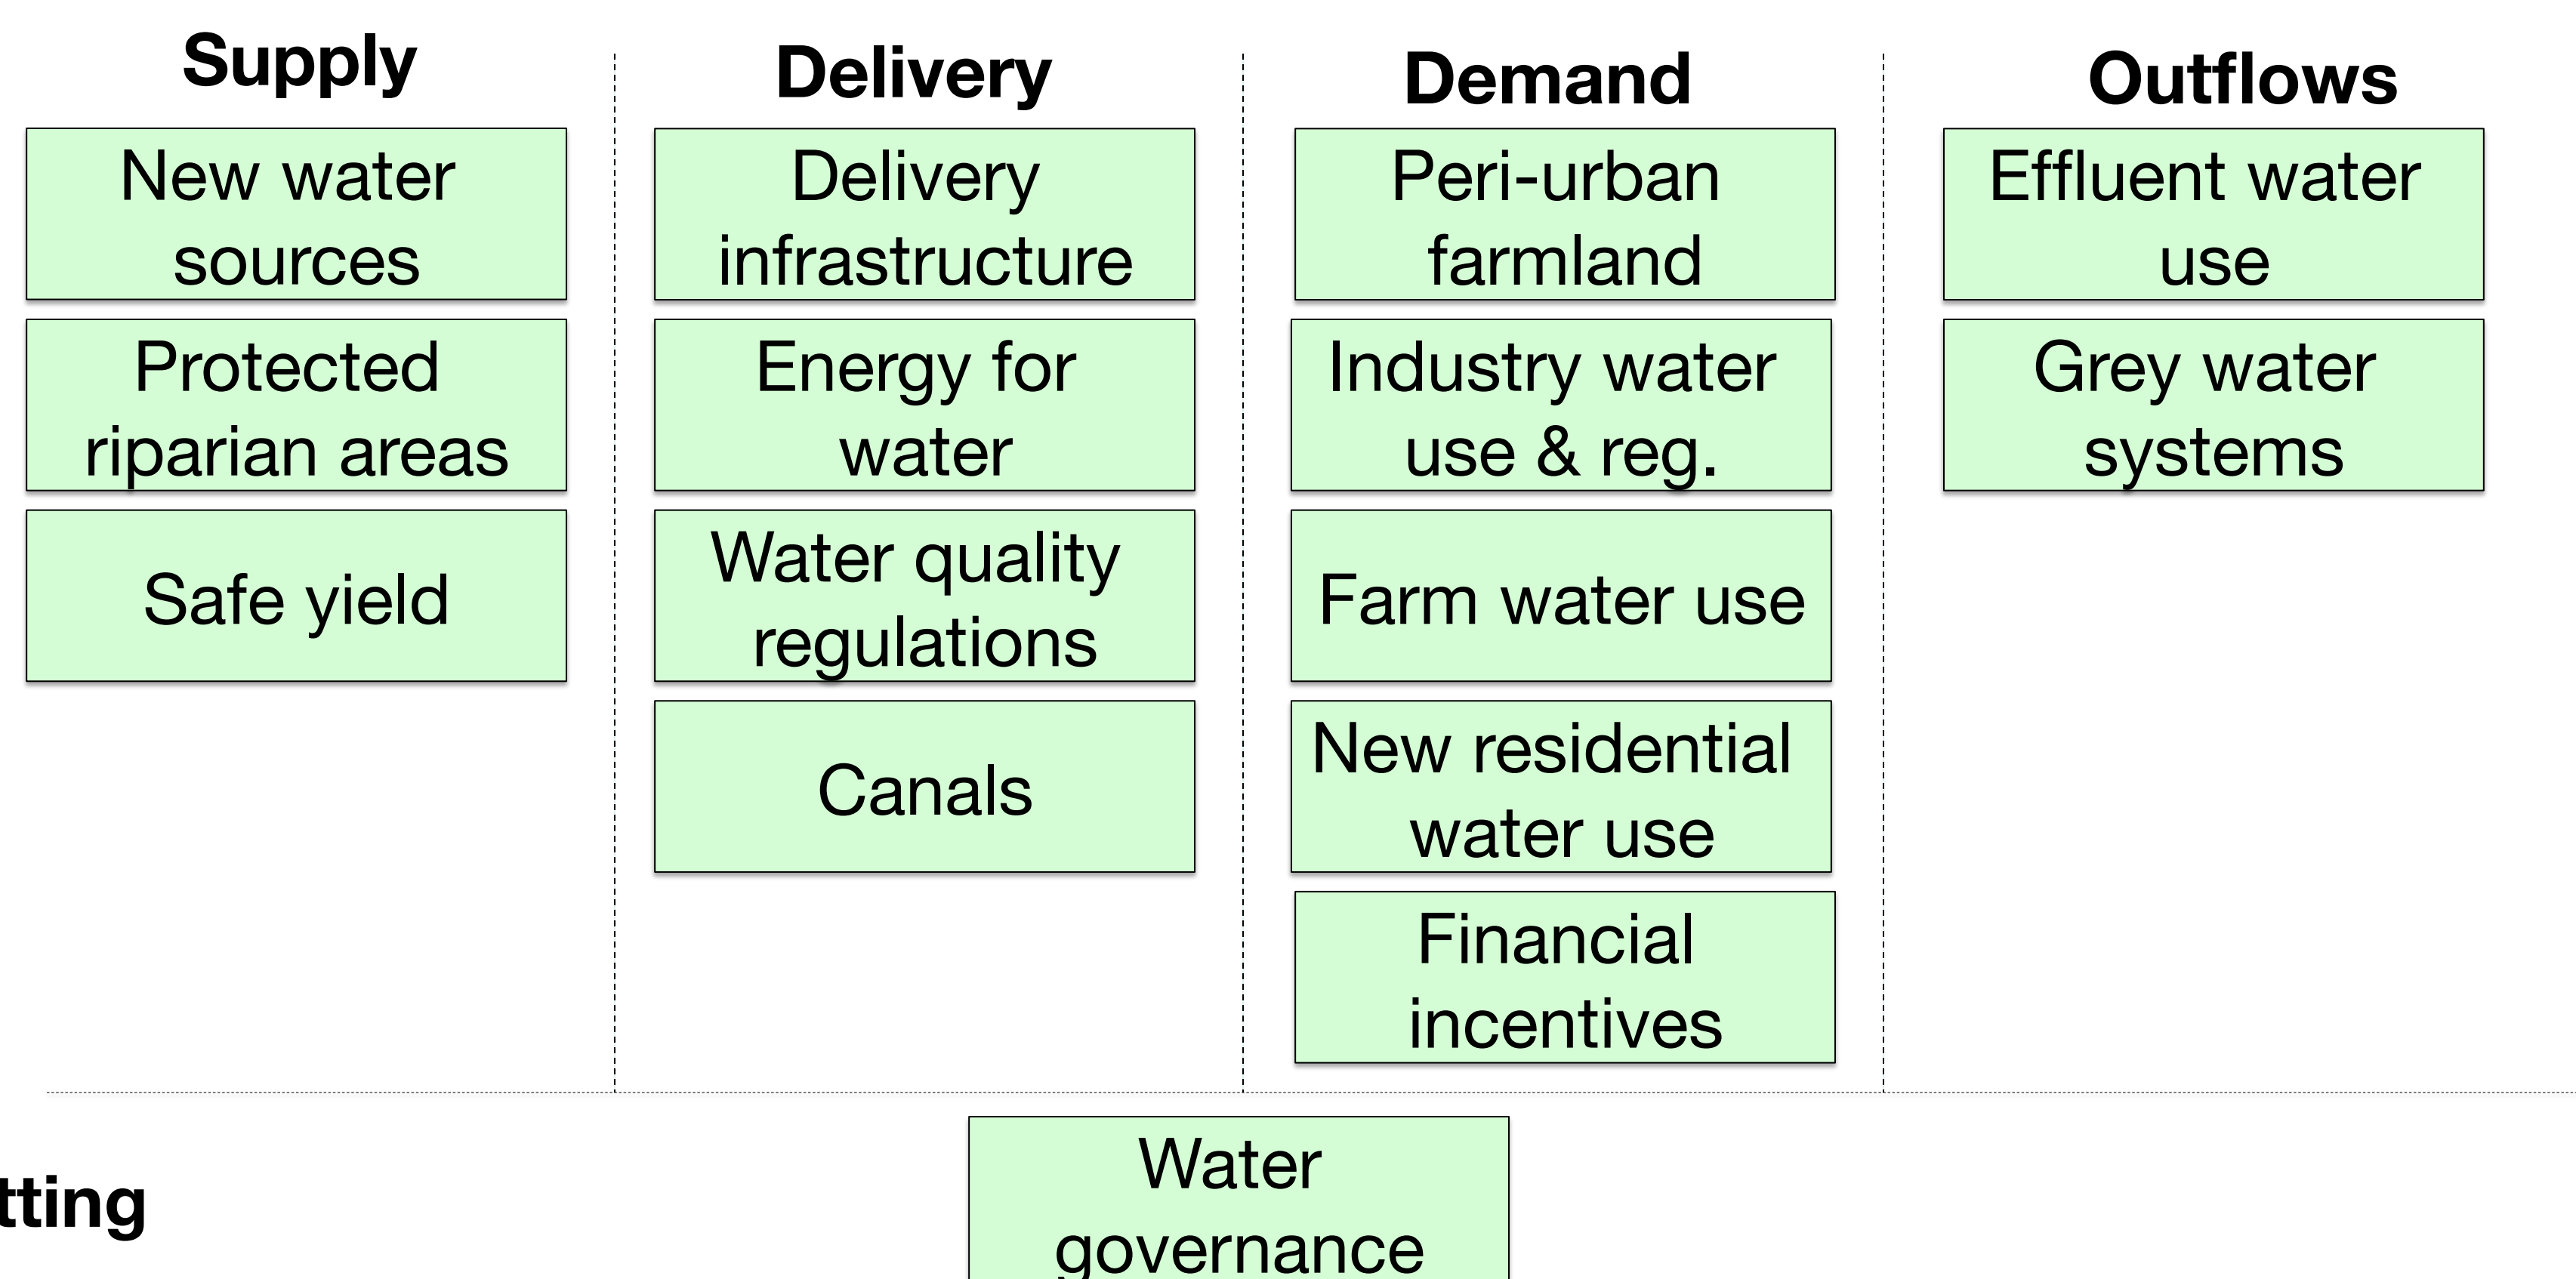 Supply
Delivery
Demand
Outflows
New water
sources
Protected
riparian areas
Safe yield
Delivery
infrastructure
Energy for
water
Water quality
regulations
Canals
Peri-urban
farmland
Industry water
use & reg.
Farm water use
New residential
water use
Financial
incentives
Effluent water
use
Grey water
systems
tting
Water
governance